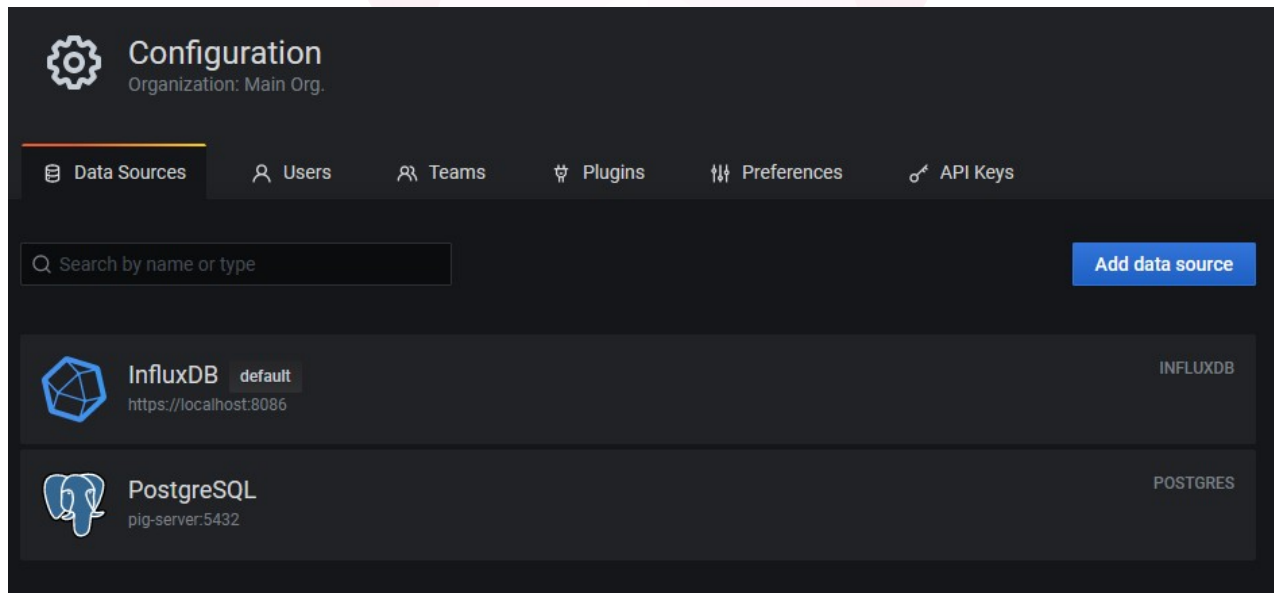 Configuration
Organization: Main Org.
Data Sources Users Teams Plugins Preferences API Keys
Search by name or type
Add data source
InfluxDB default
INFLUXDB
https://localhost:8086
PostgreSQL
POSTGRES
pig-server:5432